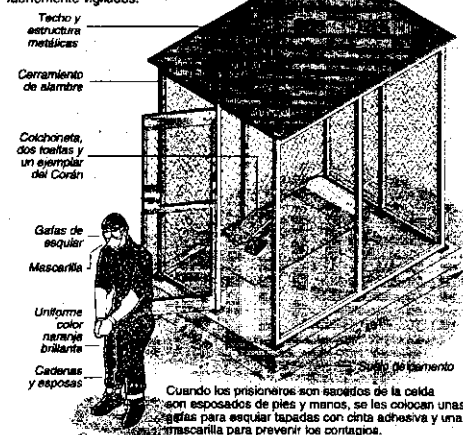 fuertemente vigilados.
Techo y
estructura
metálicas
Cerramiento
de alambre
Colchoneta,
dos toallas y
un ejemplar
del Corán
Gafas de
esquiar
Mascarilla
Uniforme
color
naranja
brillante
Cadenas
y esposas
Suelo de cemento
Cuando los prisioneros son sacados de la celda
son esposados de pies y manos, se les colocan unas
gafas para esquiar tapadas con cinta adhesiva y una
mascarilla para prevenir los contagios.